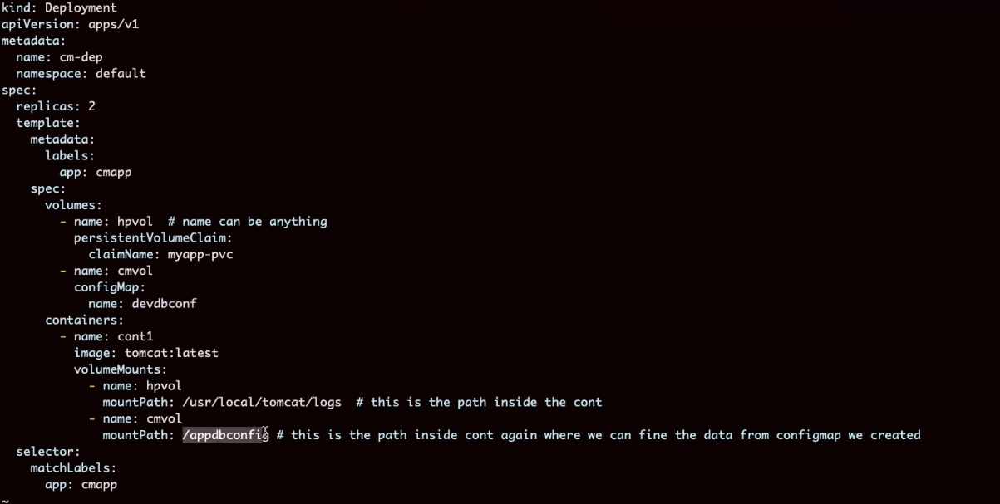 kind: Deployment
apiVersion: apps/v1
metadata:
  name: cm-dep
  namespace: default
spec:
  replicas: 2
  template:
    metadata:
      labels:
        app: cmapp
    spec:
      volumes:
        - name: hpvol  # name can be anything
          persistentVolumeClaim:
            claimName: myapp-pvc
        - name: cmvol
          configMap:
            name: devdbconf
      containers:
        - name: cont1
          image: tomcat:latest
          volumeMounts:
            - name: hpvol
              mountPath: /usr/local/tomcat/logs  # this is the path inside the cont
            - name: cmvol
              mountPath: /appdbconfig # this is the path inside cont again where we can fine the data from configmap we created
  selector:
    matchLabels:
      app: cmapp
~